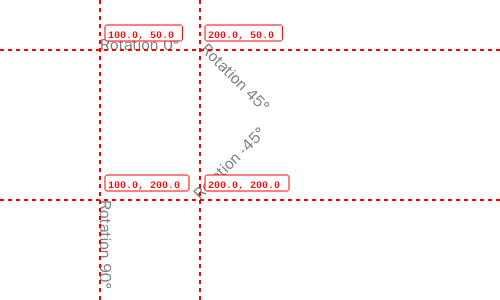 100.0, 50.0
200.0, 50.0
Rotation 0°
Rotation 45°
Rotation -45°
100.0, 200.0
200.0, 200.0
Rotation 90°